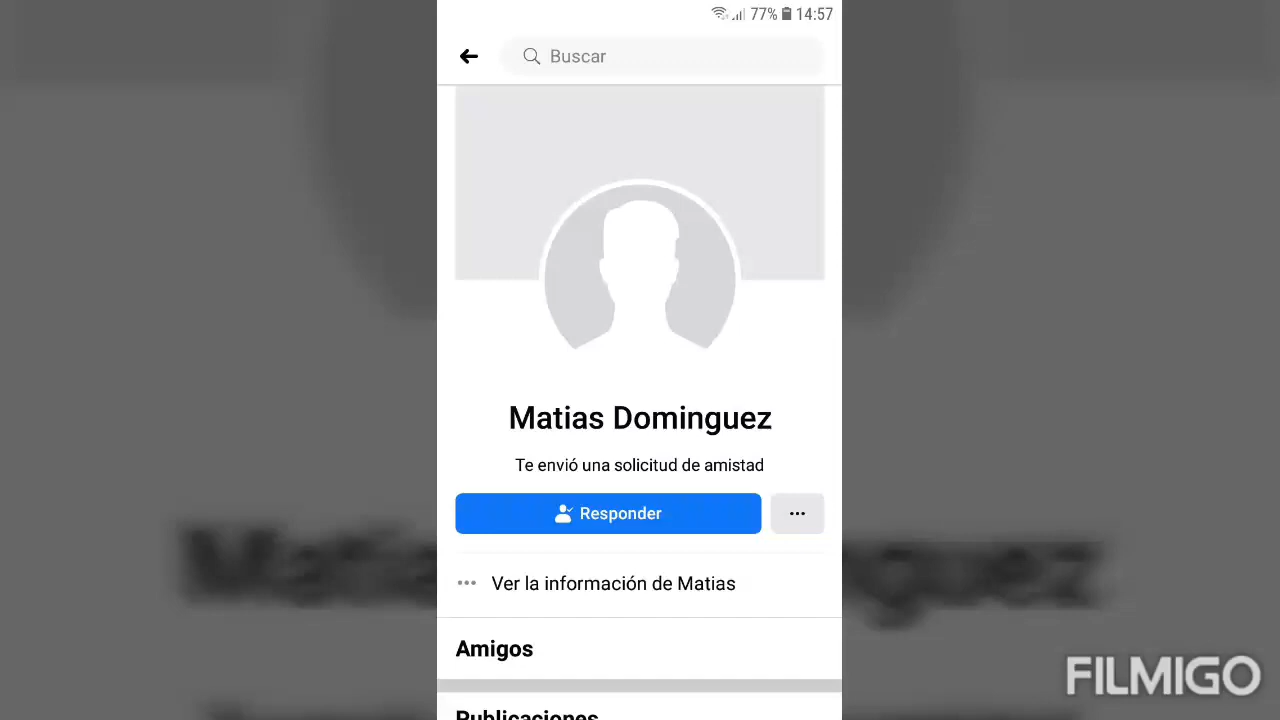 77% 14:57
Buscar
Matias Dominguez
Te envió una solicitud de amistad
Responder
Ver la información de Matias
Amigos
Publicaciones
FILMIGO